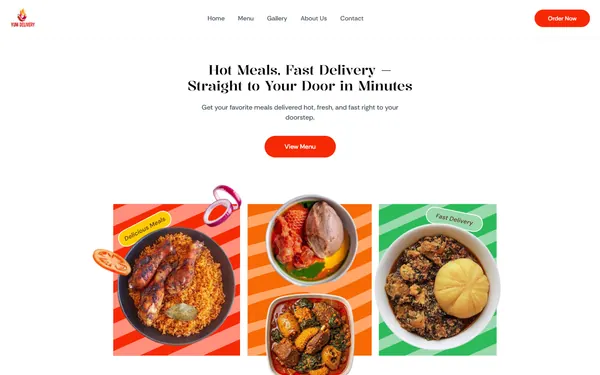 YUMI DELIVERY
Home Menu Gallery About Us Contact
Order Now
Hot Meals, Fast Delivery —
Straight to Your Door in Minutes
Get your favorite meals delivered hot, fresh, and fast right to your
doorstep.
View Menu
Delicious Meals
Fast Delivery